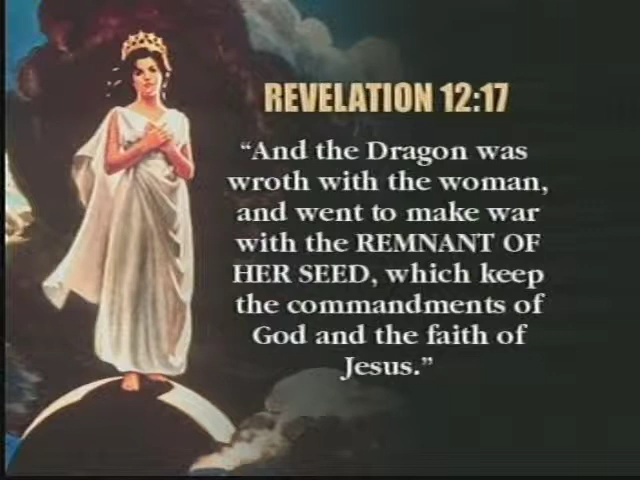 REVELATION 12:17
“And the Dragon was
wroth with the woman,
and went to make war
with the REMNANT OF
HER SEED, which keep
the commandments of
God and the faith of
Jesus.”